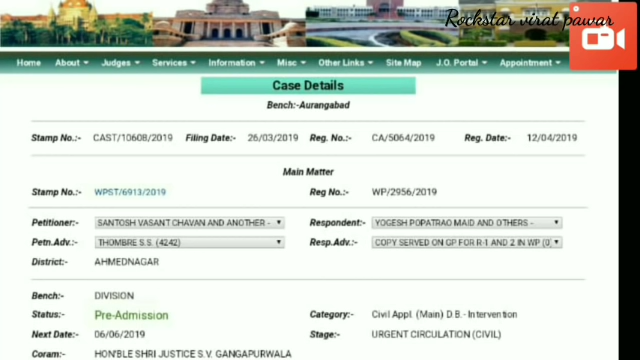 Rockstar virat pawar
Home About Judges Services Information Misc Other Links Site Map J.O. Portal Appointment
Case Details
Bench:-Aurangabad
Stamp No.:- CAST/10608/2019 Filing Date:- 26/03/2019 Reg. No.:- CA/5064/2019 Reg. Date:- 12/04/2019
Main Matter
Stamp No.:- WPST/6913/2019 Reg No.:- WP/2956/2019
Petitioner:- SANTOSH VASANT CHAVAN AND ANOTHER - Respondent:- YOGESH POPATRAO MAID AND OTHERS -
Petn.Adv.:- THOMBRE S.S. (4242) Resp.Adv.:- COPY SERVED ON GP FOR R-1 AND 2 IN WP (0)
District:- AHMEDNAGAR
Bench:- DIVISION
Status:- Pre-Admission Category:- Civil Appl. (Main) D.B.- Intervention
Next Date:- 06/06/2019 Stage:- URGENT CIRCULATION (CIVIL)
Coram:- HON'BLE SHRI JUSTICE S.V. GANGAPURWALA